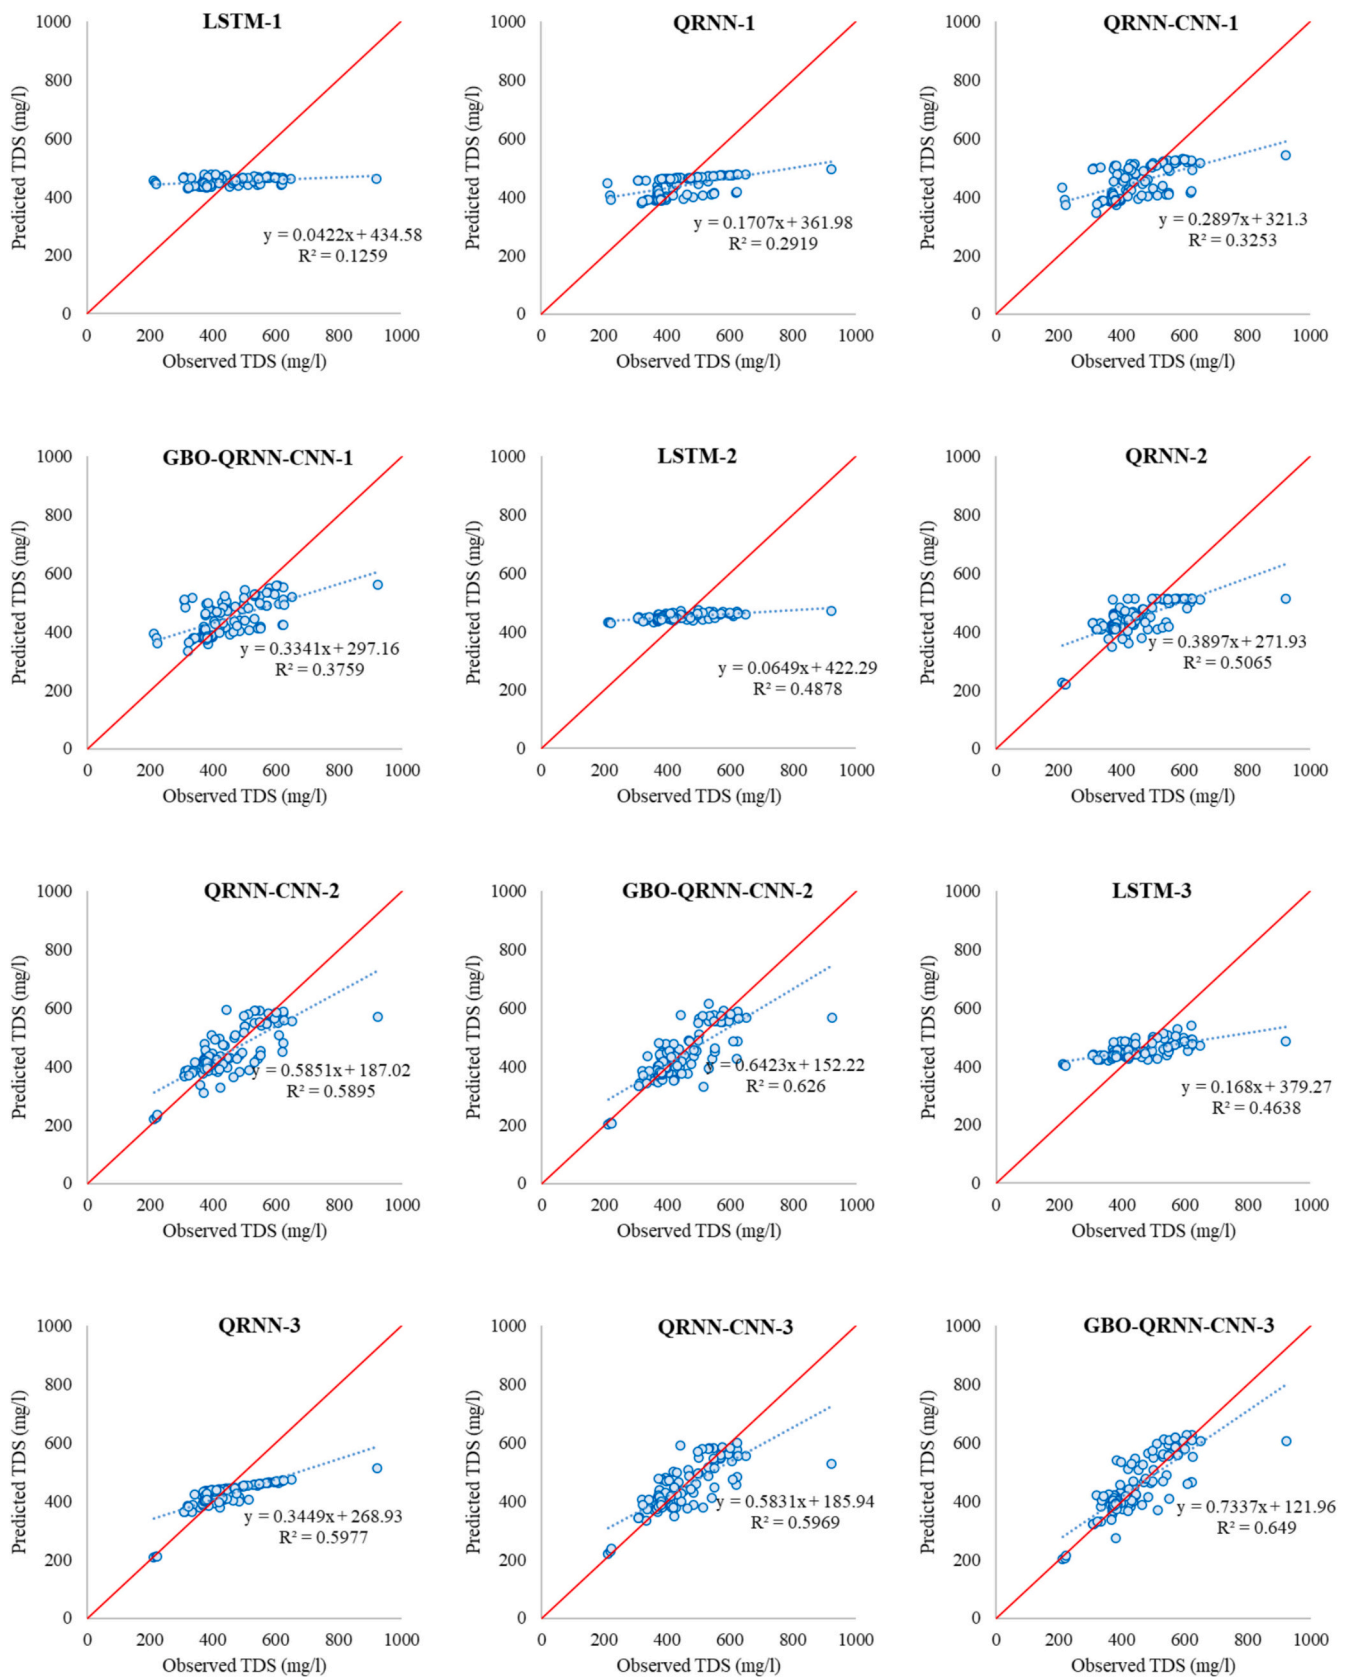 LSTM-1
1000
800
600
400
200
0
Predicted TDS (mg/l)
y = 0.0422x + 434.58
R² = 0.1259
0 200 400 600 800 1000
Observed TDS (mg/l)
QRNN-1
1000
800
600
400
200
0
Predicted TDS (mg/l)
y = 0.1707x + 361.98
R² = 0.2919
0 200 400 600 800 1000
Observed TDS (mg/l)
QRNN-CNN-1
1000
800
600
400
200
0
Predicted TDS (mg/l)
y = 0.2897x + 321.3
R² = 0.3253
0 200 400 600 800 1000
Observed TDS (mg/l)
GBO-QRNN-CNN-1
1000
800
600
400
200
0
Predicted TDS (mg/l)
y = 0.3341x + 297.16
R² = 0.3759
0 200 400 600 800 1000
Observed TDS (mg/l)
LSTM-2
1000
800
600
400
200
0
Predicted TDS (mg/l)
y = 0.0649x + 422.29
R² = 0.4878
0 200 400 600 800 1000
Observed TDS (mg/l)
QRNN-2
1000
800
600
400
200
0
Predicted TDS (mg/l)
y = 0.3897x + 271.93
R² = 0.5065
0 200 400 600 800 1000
Observed TDS (mg/l)
QRNN-CNN-2
1000
800
600
400
200
0
Predicted TDS (mg/l)
y = 0.5851x + 187.02
R² = 0.5895
0 200 400 600 800 1000
Observed TDS (mg/l)
GBO-QRNN-CNN-2
1000
800
600
400
200
0
Predicted TDS (mg/l)
y = 0.6423x + 152.22
R² = 0.626
0 200 400 600 800 1000
Observed TDS (mg/l)
LSTM-3
1000
800
600
400
200
0
Predicted TDS (mg/l)
y = 0.168x + 379.27
R² = 0.4638
0 200 400 600 800 1000
Observed TDS (mg/l)
QRNN-3
1000
800
600
400
200
0
Predicted TDS (mg/l)
y = 0.3449x + 268.93
R² = 0.5977
0 200 400 600 800 1000
Observed TDS (mg/l)
QRNN-CNN-3
1000
800
600
400
200
0
Predicted TDS (mg/l)
y = 0.5831x + 185.94
R² = 0.5969
0 200 400 600 800 1000
Observed TDS (mg/l)
GBO-QRNN-CNN-3
1000
800
600
400
200
0
Predicted TDS (mg/l)
y = 0.7337x + 121.96
R² = 0.649
0 200 400 600 800 1000
Observed TDS (mg/l)